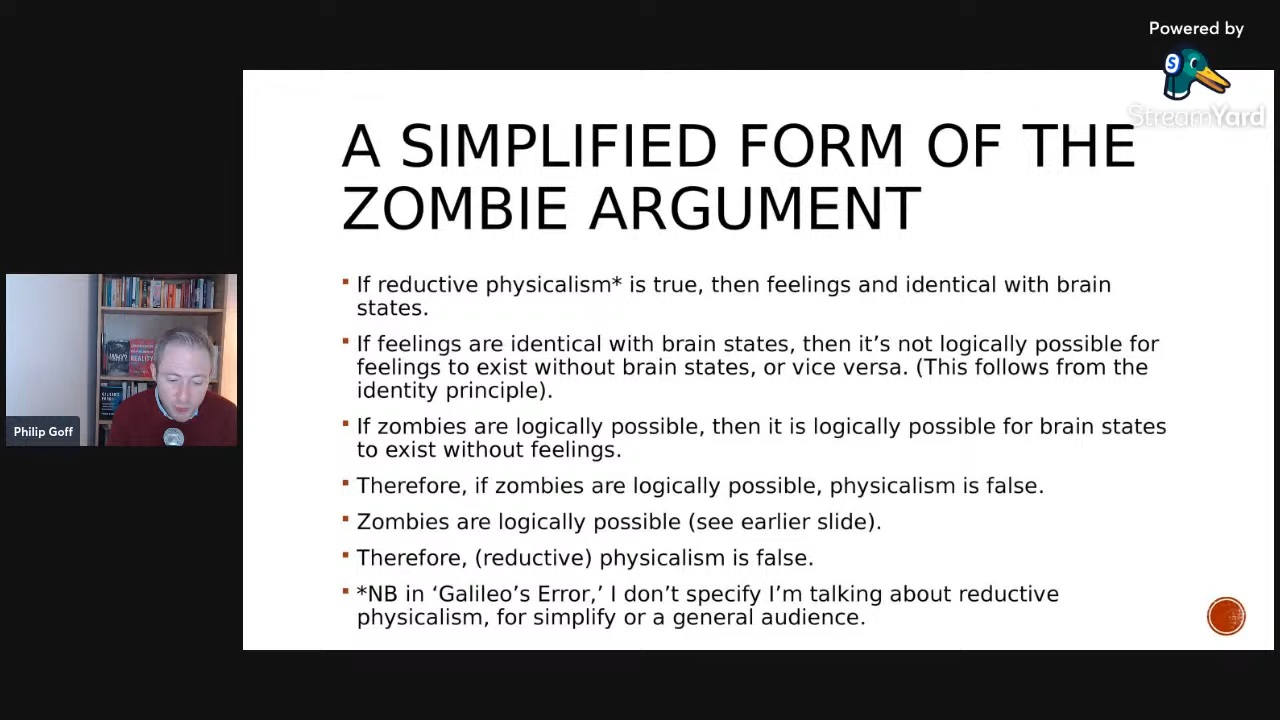 Powered by
StreamYard
A SIMPLIFIED FORM OF THE
ZOMBIE ARGUMENT
If reductive physicalism* is true, then feelings and identical with brain
states.
If feelings are identical with brain states, then it's not logically possible for
feelings to exist without brain states, or vice versa. (This follows from the
identity principle).
If zombies are logically possible, then it is logically possible for brain states
to exist without feelings.
Therefore, if zombies are logically possible, physicalism is false.
Zombies are logically possible (see earlier slide).
Therefore, (reductive) physicalism is false.
*NB in 'Galileo's Error,' I don't specify I'm talking about reductive
physicalism, for simplify or a general audience.
WHY?
REALITY
Philip Goff